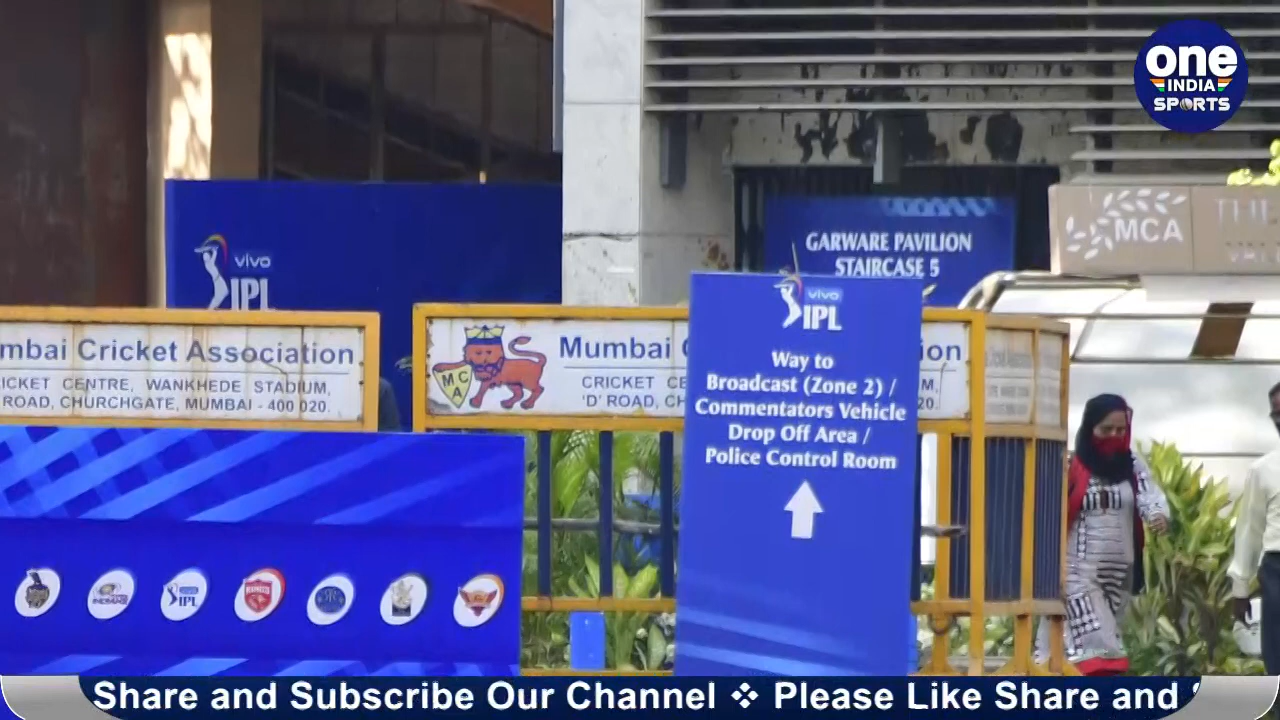 one
INDIA
SPORTS
vivo
IPL
GARWARE PAVILION
STAIRCASE 5
MCA
THE
mbai Cricket Association
ICKET CENTRE, WANKHEDE STADIUM,
ROAD, CHURCHGATE, MUMBAI - 400 020.
MCA
Mumbai
CRICKET CE
'D' ROAD, CH
ion
M,
20.
vivo
IPL
Way to
Broadcast (Zone 2) /
Commentators Vehicle
Drop Off Area /
Police Control Room
IPL
Share and Subscribe Our Channel ❖ Please Like Share and